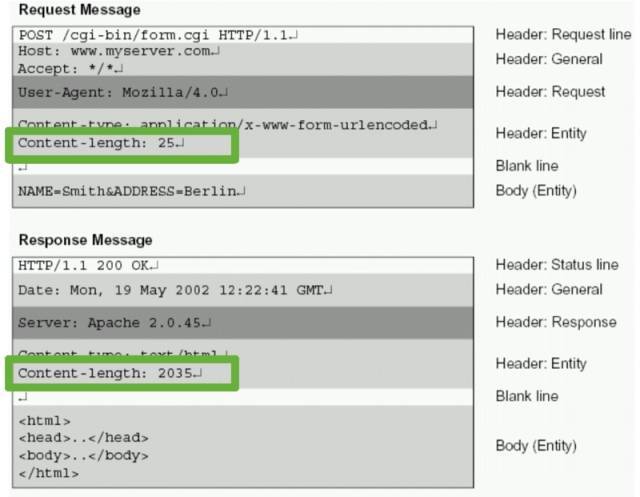 Request Message
POST /cgi-bin/form.cgi HTTP/1.1↵ Header: Request line
Host: www.myserver.com↵ Header: General
Accept: */*↵
User-Agent: Mozilla/4.0↵ Header: Request
Content-type: application/x-www-form-urlencoded↵ Header: Entity
Content-length: 25↵
↵ Blank line
NAME=Smith&ADDRESS=Berlin↵ Body (Entity)
Response Message
HTTP/1.1 200 OK↵ Header: Status line
Date: Mon, 19 May 2002 12:22:41 GMT↵ Header: General
Server: Apache 2.0.45↵ Header: Response
Content-type: text/html↵ Header: Entity
Content-length: 2035↵
↵ Blank line
<html>
<head>..</head>
<body>..</body> Body (Entity)
</html>